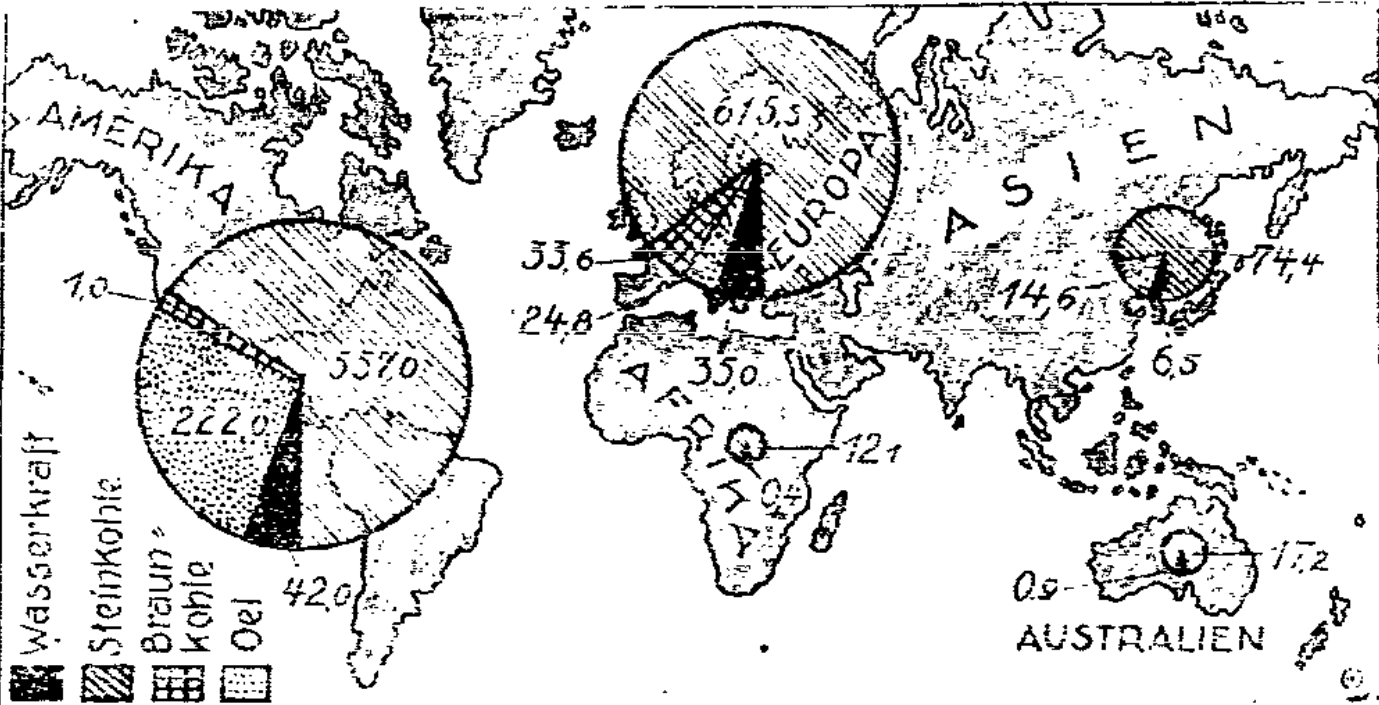 AMERIKA
615,5
EUROPA
ASIEN
33,6
24,8
35,0
74,4
14,6
6,5
1,0
557,0
222,0
42,0
AFRIKA
12,1
0,4
17,2
0,9
AUSTRALIEN
Wasserkraft
Steinkohle
Braun=
kohle
Oel